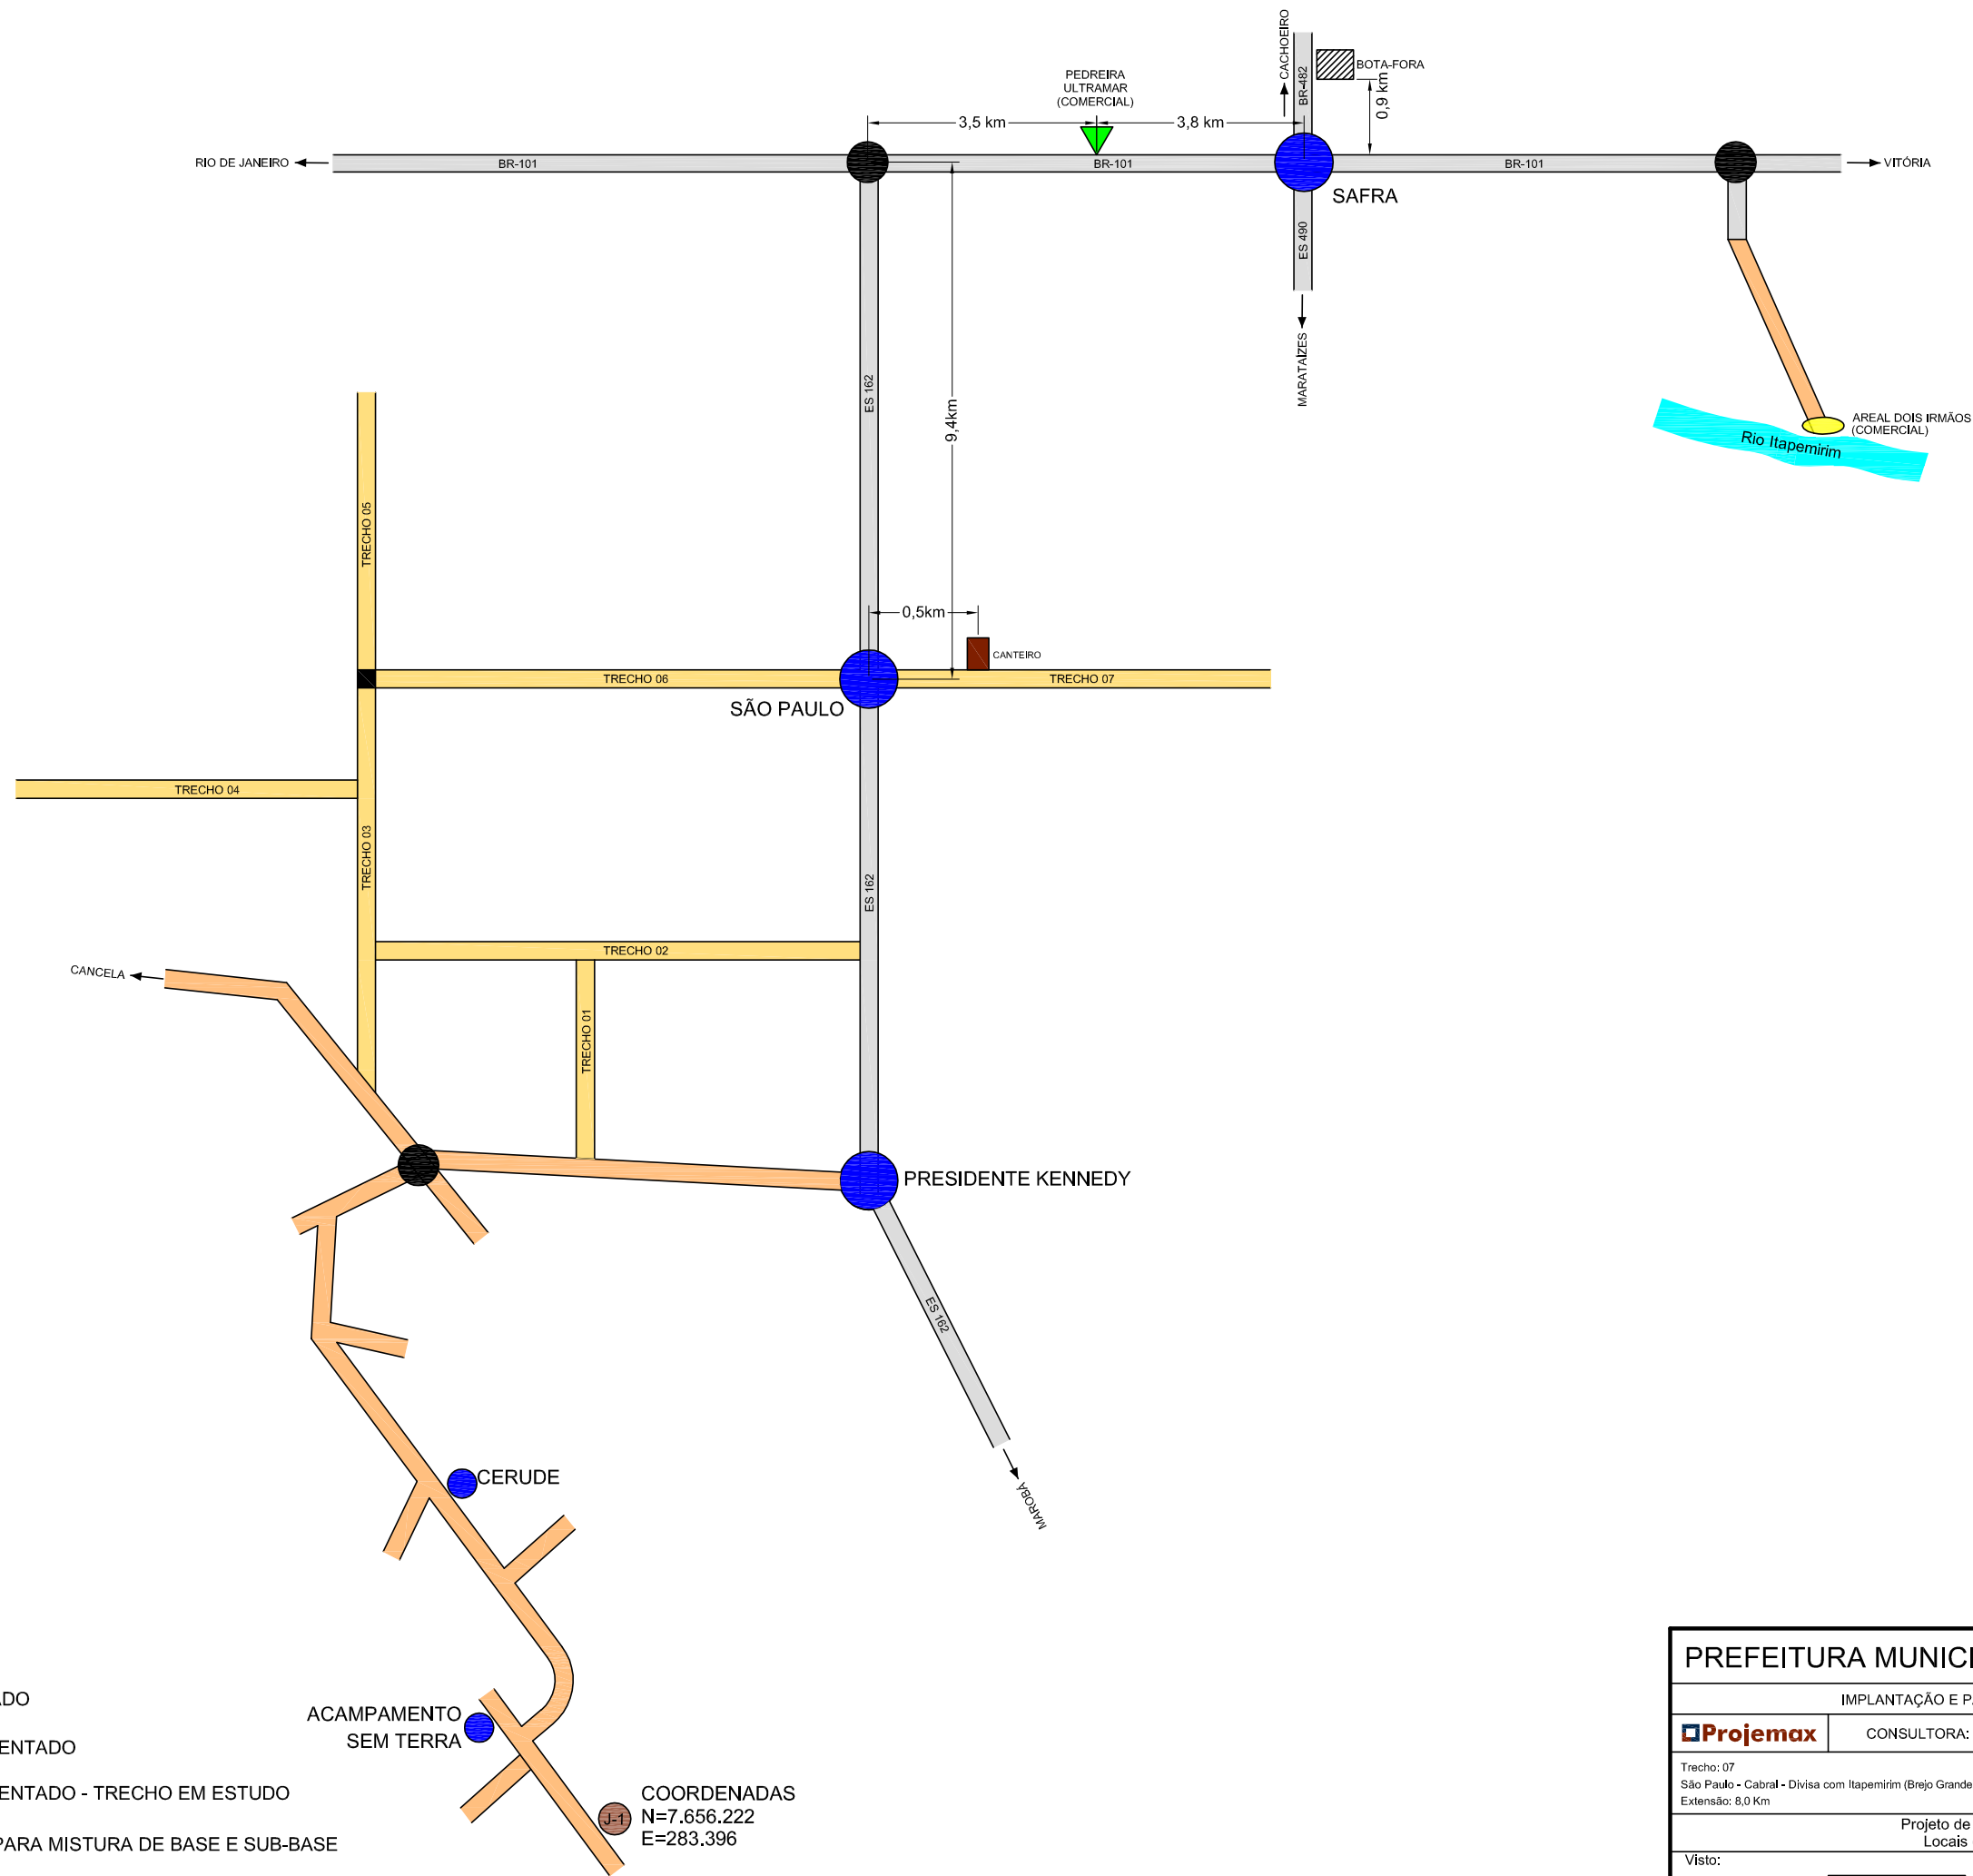 CACHOEIRO
BR-482
BOTA-FORA
0,9 km
PEDREIRA
ULTRAMAR
(COMERCIAL)
3,5 km
3,8 km
RIO DE JANEIRO
BR-101
BR-101
BR-101
VITÓRIA
SAFRA
ES 490
MARATAÍZES
ES 162
9,4km
AREAL DOIS IRMÃOS
(COMERCIAL)
Rio Itapemirim
TRECHO 05
0,5km
CANTEIRO
TRECHO 06
TRECHO 07
SÃO PAULO
TRECHO 04
TRECHO 03
ES 162
TRECHO 02
CANCELA
TRECHO 01
PRESIDENTE KENNEDY
ES 162
MAROBÁ
CERUDE
ACAMPAMENTO
SEM TERRA
J-1
COORDENADAS
N=7.656.222
E=283.396
ADO
ENTADO
ENTADO - TRECHO EM ESTUDO
PARA MISTURA DE BASE E SUB-BASE
PREFEITURA MUNICI
IMPLANTAÇÃO E PA
Projemax
CONSULTORA:
Trecho: 07
São Paulo - Cabral - Divisa com Itapemirim (Brejo Grande
Extensão: 8,0 Km
Projeto de
Locais
Visto: